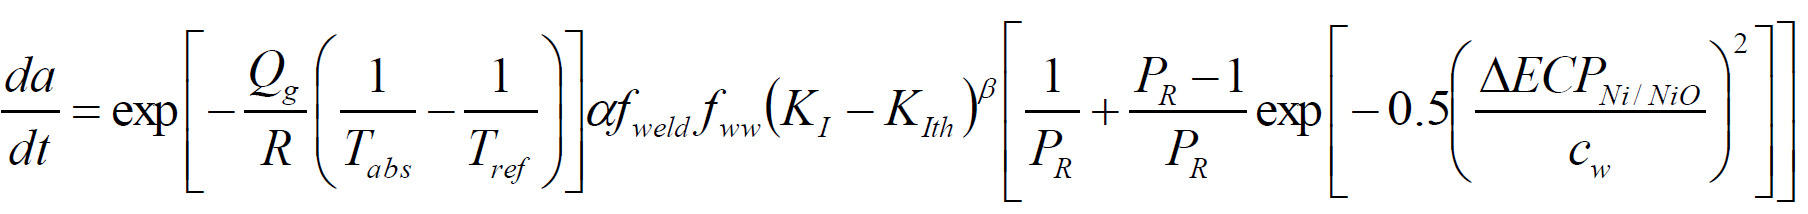 da/dt = exp[−Q_g/R (1/T_abs − 1/T_ref)] αf_weld f_ww (K_I − K_Ith)^β [1/P_R + (P_R − 1)/P_R exp[−0.5(ΔECP_Ni/NiO / c_w)^2]]